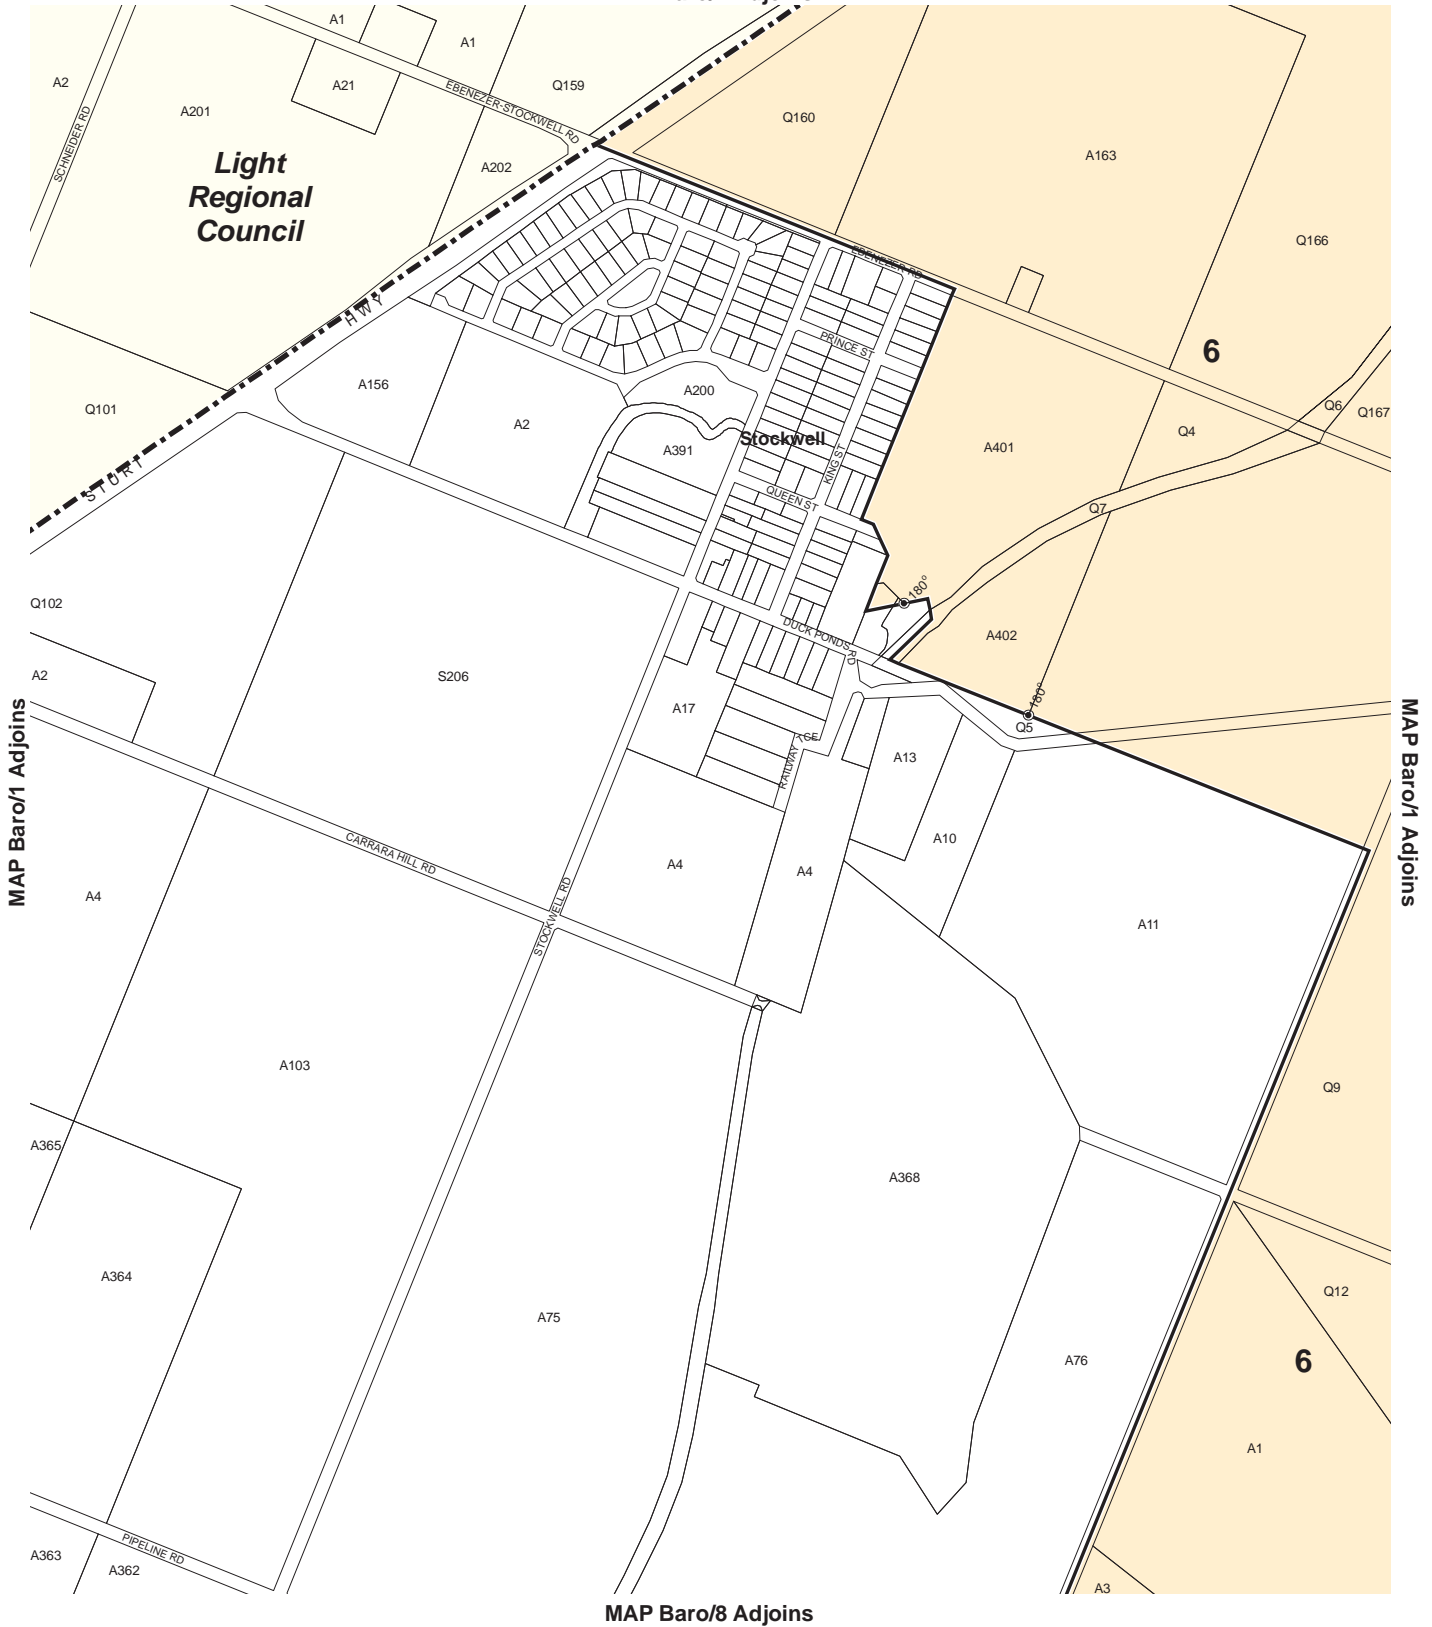 A1
A1
A2
A21
Q159
EBENEZER-STOCKWELL RD
A201
SCHNEIDER RD
Q160
A163
A202
Light
Regional
Council
Q166
EBENEZER RD
HWY
PRINCE ST
6
A156
A200
Q101
A2
Q6
Q167
Q4
Stockwell
A391
A401
KING ST
STURT
QUEEN ST
Q7
180°
Q102
DUCK PONDS RD
A402
A2
S206
180°
A17
Q5
MAP Baro/1 Adjoins
MAP Baro/1 Adjoins
RAILWAY TCE
A13
CARRARA HILL RD
A10
A4
A4
A4
STOCKWELL RD
A11
A103
Q9
A365
A368
A364
Q12
A75
A76
6
A1
PIPELINE RD
A363
A362
A3
MAP Baro/8 Adjoins